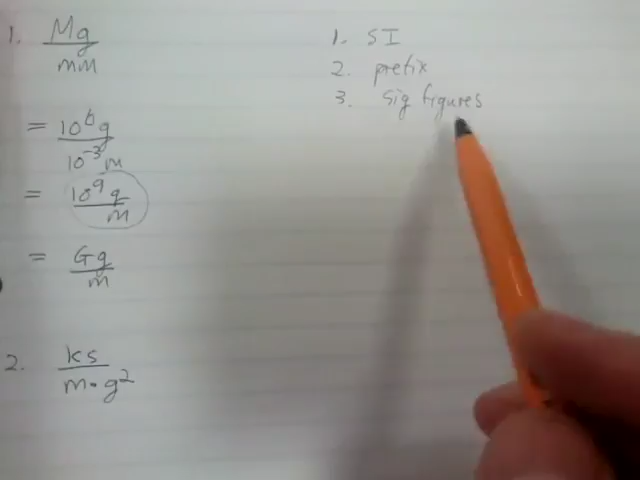 1. Mg/mm
= 10⁶g/10⁻³m
= 10⁹g/m
= Gg/m
2. ks/m•g²
1. SI
2. prefix
3. sig figures